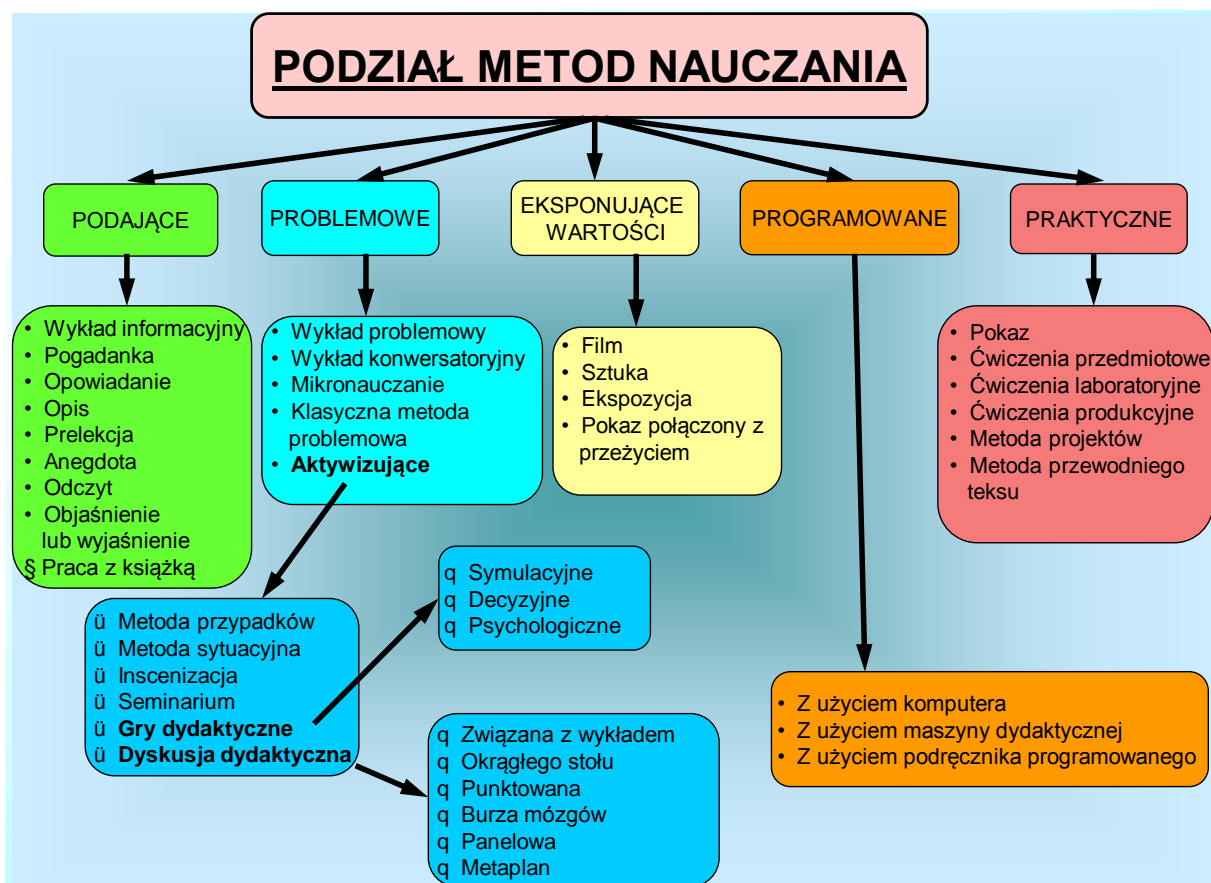 PODZIAŁ METOD NAUCZANIA
PODAJĄCE
PROBLEMOWE
EKSPONUJĄCE
WARTOŚCI
PROGRAMOWANE
PRAKTYCZNE
• Wykład informacyjny
• Pogadanka
• Opowiadanie
• Opis
• Prelekcja
• Anegdota
• Odczyt
• Objaśnienie
lub wyjaśnienie
§ Praca z książką
• Wykład problemowy
• Wykład konwersatoryjny
• Mikronauczanie
• Klasyczna metoda
problemowa
• Aktywizujące
• Film
• Sztuka
• Ekspozycja
• Pokaz połączony z
przeżyciem
• Pokaz
• Ćwiczenia przedmiotowe
• Ćwiczenia laboratoryjne
• Ćwiczenia produkcyjne
• Metoda projektów
• Metoda przewodniego
teksu
ü Metoda przypadków
ü Metoda sytuacyjna
ü Inscenizacja
ü Seminarium
ü Gry dydaktyczne
ü Dyskusja dydaktyczna
q Symulacyjne
q Decyzyjne
q Psychologiczne
q Związana z wykładem
q Okrągłego stołu
q Punktowana
q Burza mózgów
q Panelowa
q Metaplan
• Z użyciem komputera
• Z użyciem maszyny dydaktycznej
• Z użyciem podręcznika programowanego